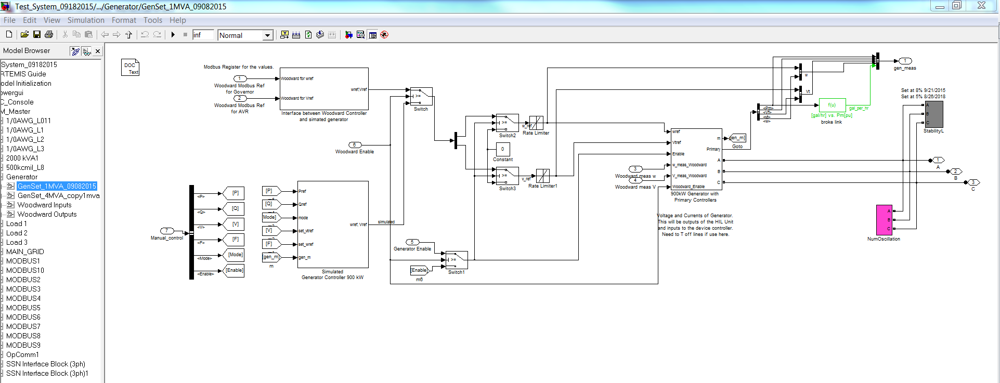 Test_System_09182015/.../Generator/GenSet_1MVA_09082015
File Edit View Simulation Format Tools Help
inf Normal
Model Browser
System_09182015
RTEMIS Guide
odel Initialization
owergui
C_Console
M_Master
1/0AWG_L011
1/0AWG_L1
1/0AWG_L2
1/0AWG_L3
2000 kVA1
500kcmil_L8
Generator
GenSet_1MVA_09082015
GenSet_4MVA_copy1mva
Woodward Inputs
Woodward Outputs
Load 1
Load 2
Load 3
MAIN_GRID
MODBUS1
MODBUS10
MODBUS2
MODBUS3
MODBUS4
MODBUS5
MODBUS6
MODBUS7
MODBUS8
MODBUS9
OpComm1
SSN Interface Block (3ph)
SSN Interface Block (3ph)1
DOC
Text
Modbus Register for the values.
1
Woodward Modbus Ref
for Governor
2
Woodward Modbus Ref
for AVR
Woodward for wref
Woodward for Vref
wref,Vref
Interface between Woodward Controller
and simated generator
>=
Switch
6
Woodward Enable
7
Manual_control
<P>
<Q>
<V>
<F>
<Mode>
<Enable>
[P]
[Q]
[V]
[F]
[Mode]
[Enable]
[P]
[Q]
[Mode]
[V]
[F]
[gen_m]
m
Pref
Qref
mode
set_vtref
set_wref
gen_m
wref, Vref
Simulated
Generator Controller 900 kW
simulated
5
Generator Enable
[Enable]
m6
>=
Switch1
>=
Switch2
0
Constant
>=
Switch3
w_ref
Rate Limiter
v_ref
Rate Limiter1
3
Woodward meas w
4
Woodward meas V
wref
Vtref
Enable
w_meas_Woodward
V_meas_Woodward
Woodward_Enable
m
Primary
A
B
C
900kW Generator with
Primary Controllers
Voltage and Currents of Generator.
This will be outputs of the HIL Unit
and inputs to the device controller.
Need to T off lines if use here.
gen_m]
Goto
<Pm>
<Vf>
<vt>
<w>
w
Vt
f(u)
[gal/hr] vs. Pm[pu]
broke link
gal_per_hr
1
gen_meas
Set at 8% 9/21/2015
Set at 5% 8/26/2018
A
B
C
StabilityL
1
A
2
B
3
C
A
B
C
NumOscillation